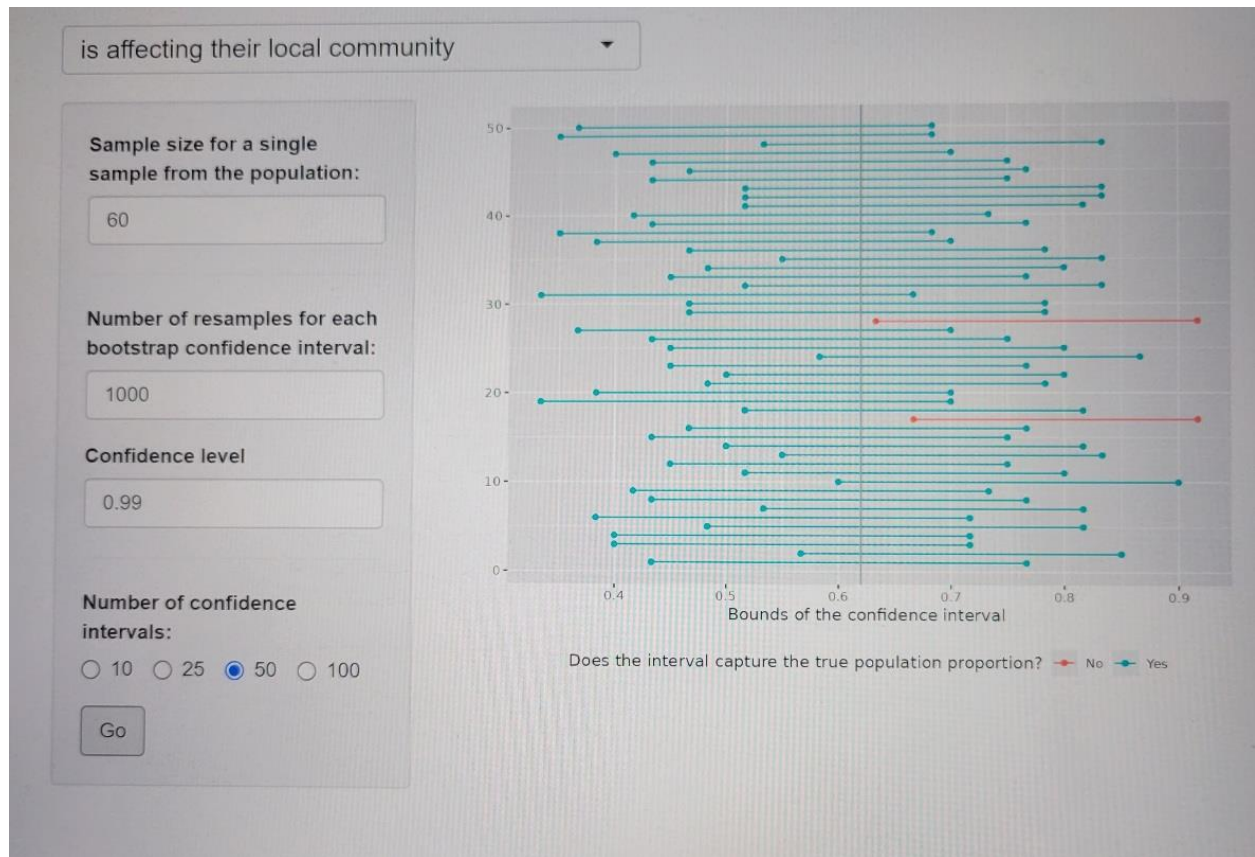 is affecting their local community
Sample size for a single
sample from the population:
60
Number of resamples for each
bootstrap confidence interval:
1000
Confidence level
0.99
Number of confidence
intervals:
10 25 50 100
Go
50
40
30
20
10
0
0.4 0.5 0.6 0.7 0.8 0.9
Bounds of the confidence interval
Does the interval capture the true population proportion? No Yes